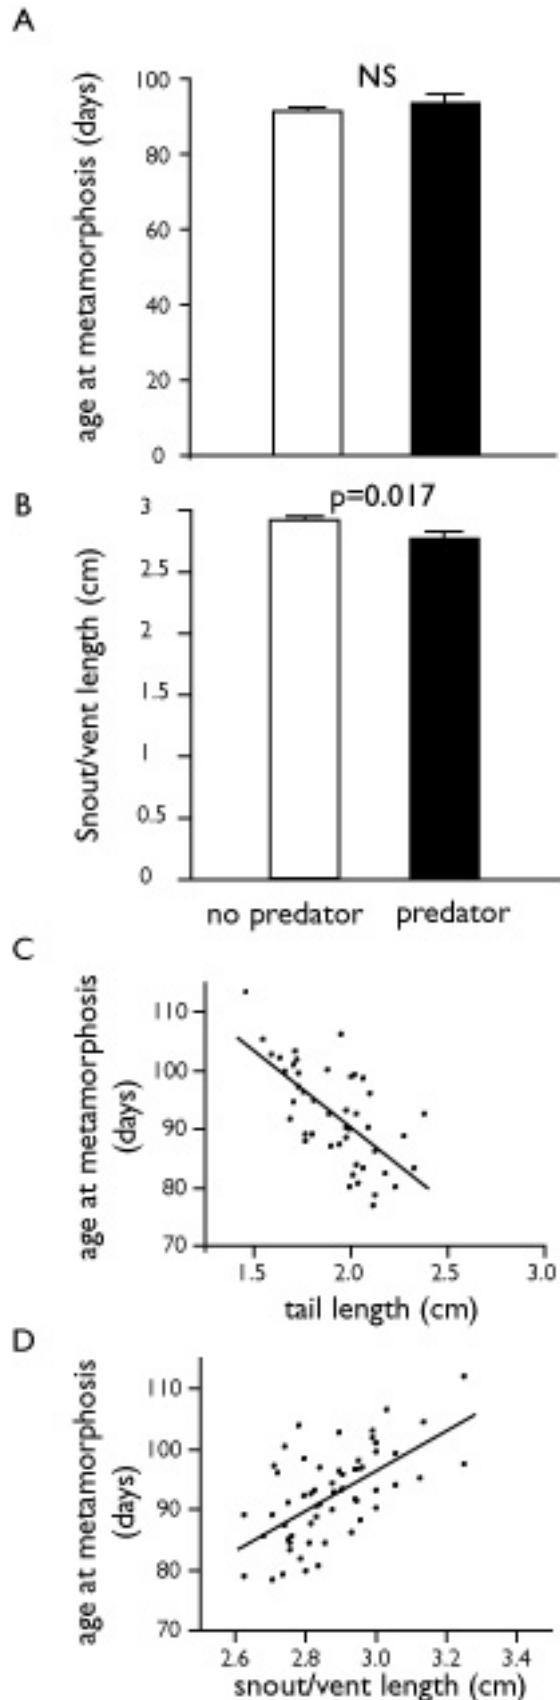 A
age at metamorphosis (days)
100
80
60
40
20
0
NS
B
Snout/vent length (cm)
3
2.5
2
1.5
1
0.5
0
p=0.017
no predator predator
C
age at metamorphosis
(days)
110
100
90
80
70
1.5 2.0 2.5 3.0
tail length (cm)
D
age at metamorphosis
(days)
110
100
90
80
70
2.6 2.8 3.0 3.2 3.4
snout/vent length (cm)